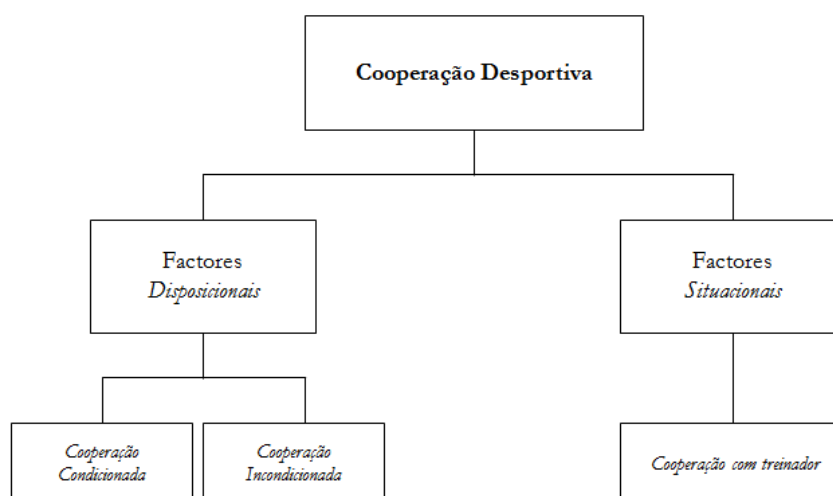 Cooperação Desportiva
Factores
Disposicionais
Factores
Situacionais
Cooperação
Condicionada
Cooperação
Incondicionada
Cooperação com treinador